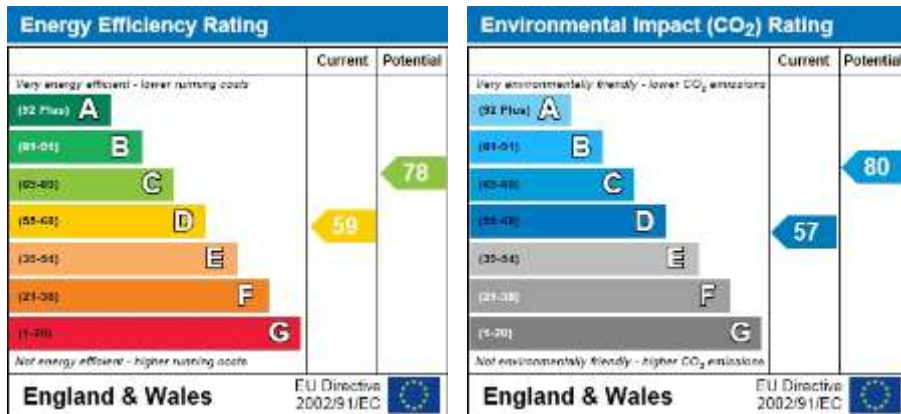 Energy Efficiency Rating
Current Potential
Very energy efficient - lower running costs
(92 Plus) A
(81-91) B
(69-80) C
(55-68) D
(39-54) E
(21-38) F
(1-20) G
59
78
Not energy efficient - higher running costs
England & Wales
EU Directive
2002/91/EC
Environmental Impact (CO₂) Rating
Current Potential
Very environmentally friendly - lower CO₂ emissions
(92 Plus) A
(81-91) B
(69-80) C
(55-68) D
(39-54) E
(21-38) F
(1-20) G
57
80
Not environmentally friendly - higher CO₂ emissions
England & Wales
EU Directive
2002/91/EC